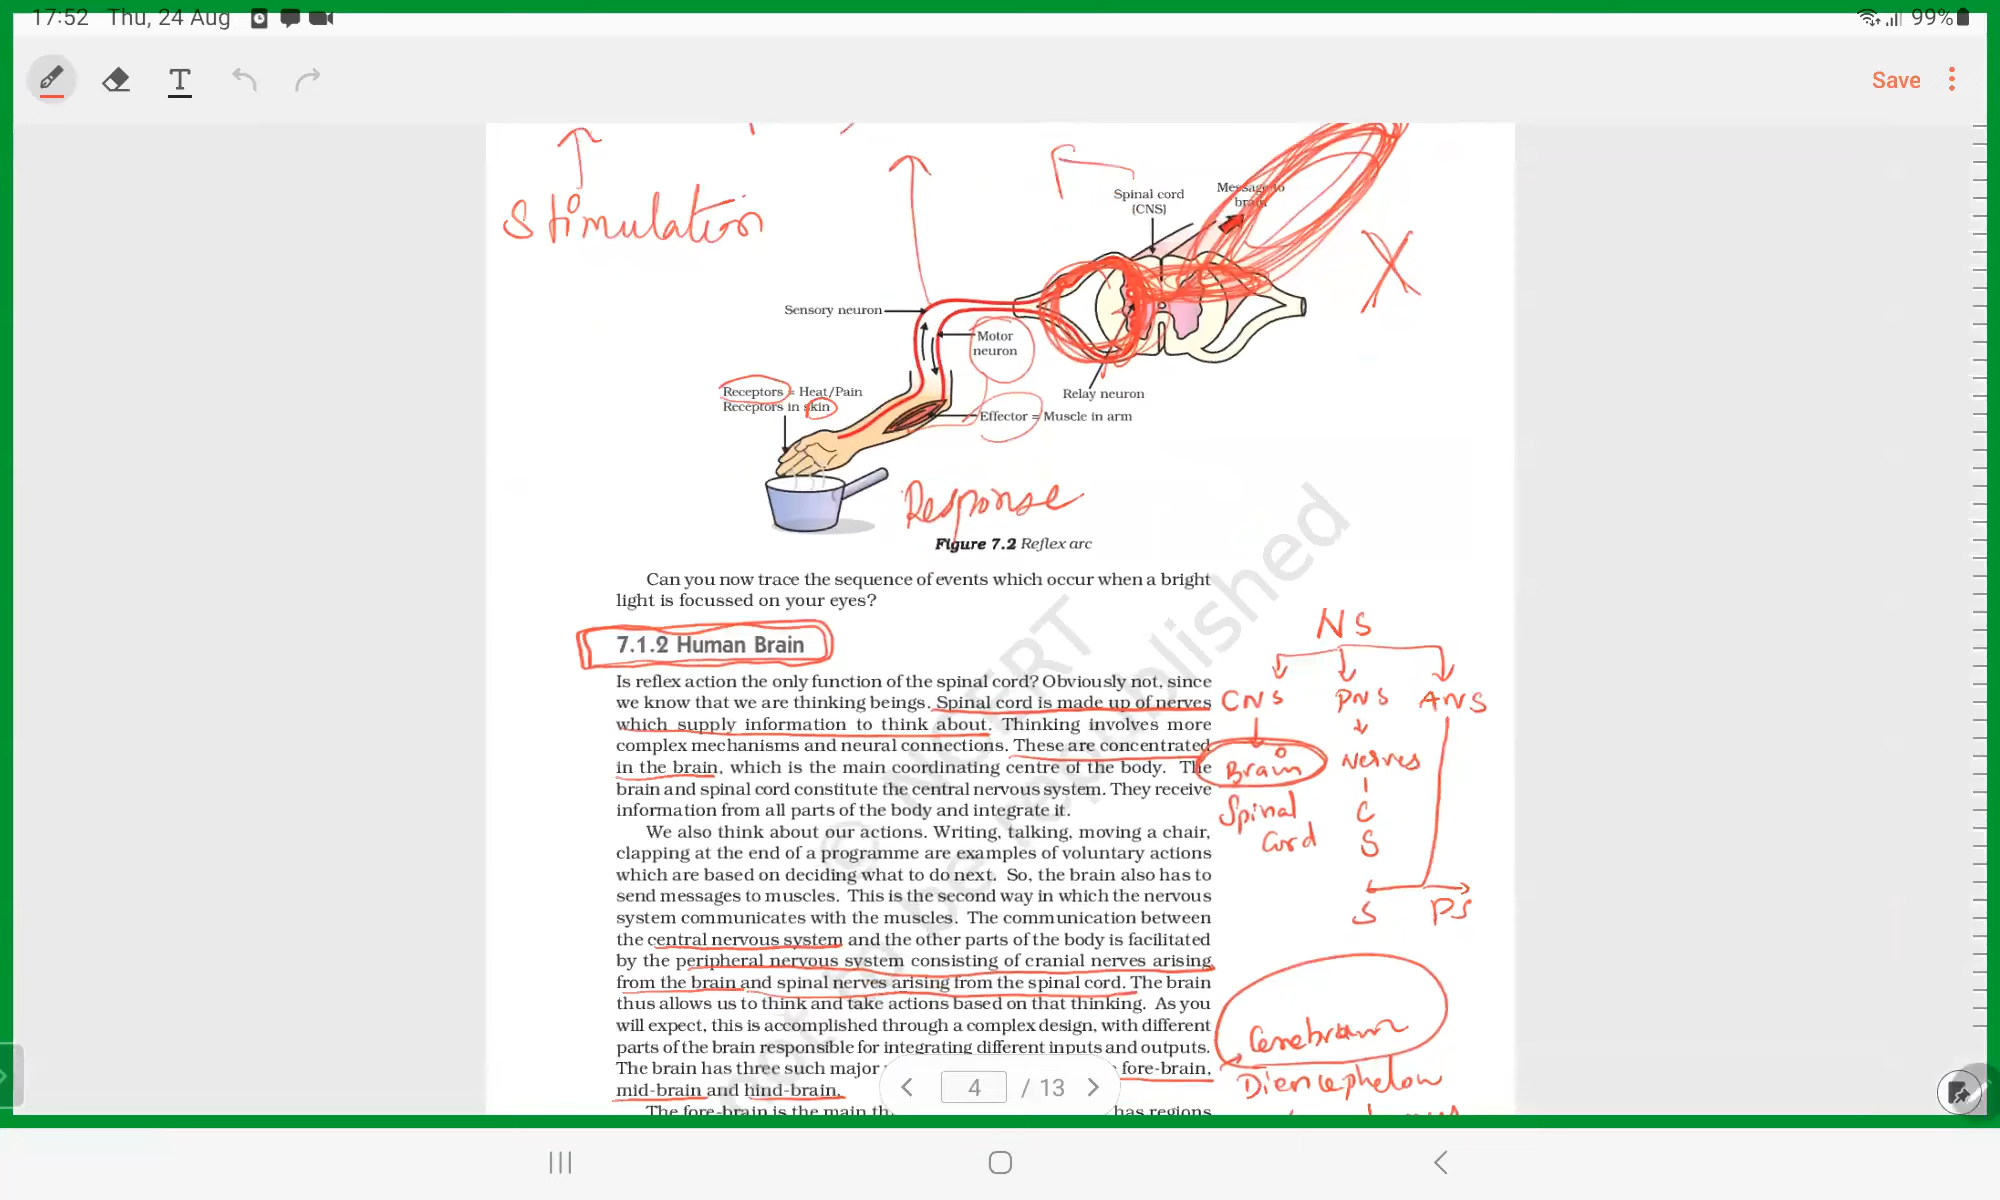 17:52 Thu, 24 Aug
99%
T
Save
Stimulation
Spinal cord
(CNS)
Message to
brain
X
Sensory neuron
Motor
neuron
Receptors = Heat/Pain
Receptors in skin
Relay neuron
Effector = Muscle in arm
Response
Figure 7.2 Reflex arc
Can you now trace the sequence of events which occur when a bright
light is focussed on your eyes?
7.1.2 Human Brain
Is reflex action the only function of the spinal cord? Obviously not, since
we know that we are thinking beings. Spinal cord is made up of nerves
which supply information to think about. Thinking involves more
complex mechanisms and neural connections. These are concentrated
in the brain, which is the main coordinating centre of the body. The
brain and spinal cord constitute the central nervous system. They receive
information from all parts of the body and integrate it.
We also think about our actions. Writing, talking, moving a chair,
clapping at the end of a programme are examples of voluntary actions
which are based on deciding what to do next. So, the brain also has to
send messages to muscles. This is the second way in which the nervous
system communicates with the muscles. The communication between
the central nervous system and the other parts of the body is facilitated
by the peripheral nervous system consisting of cranial nerves arising
from the brain and spinal nerves arising from the spinal cord. The brain
thus allows us to think and take actions based on that thinking. As you
will expect, this is accomplished through a complex design, with different
parts of the brain responsible for integrating different inputs and outputs.
The brain has three such major fore-brain,
mid-brain and hind-brain.
The fore-brain is the main has regions
NS
CNS PNS ANS
Brain Nerves
Spinal C
Cord S
S PS
Cerebrum
Diencephelow
4 / 13
© NCERT
not to be republished